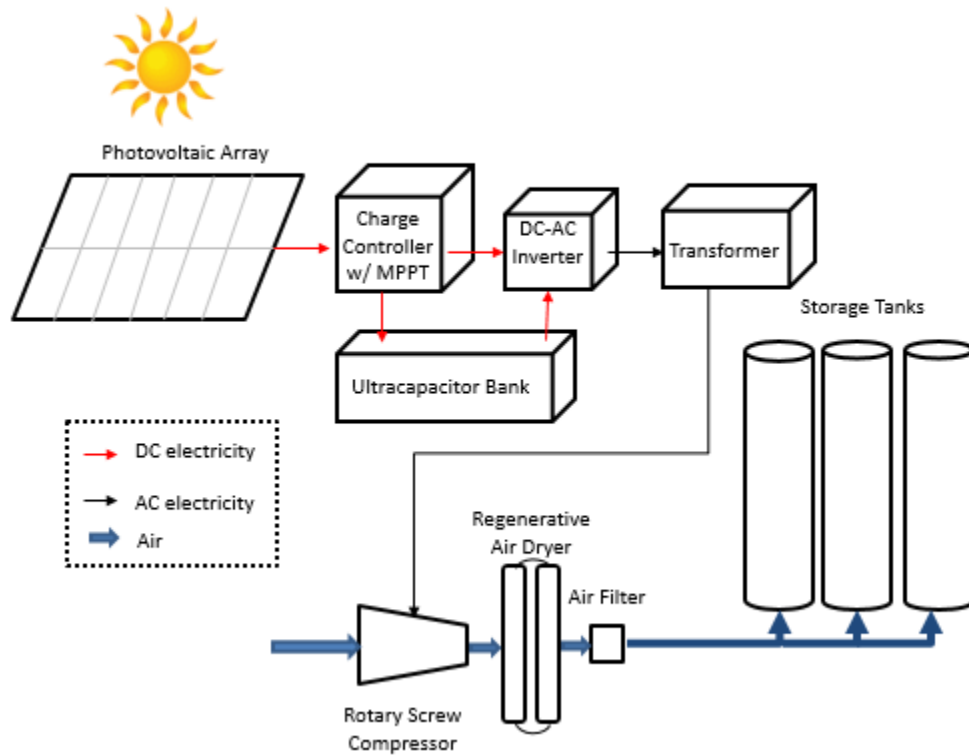 Photovoltaic Array
Charge
Controller
w/ MPPT
DC-AC
Inverter
Transformer
Storage Tanks
Ultracapacitor Bank
DC electricity
AC electricity
Air
Regenerative
Air Dryer
Air Filter
Rotary Screw
Compressor